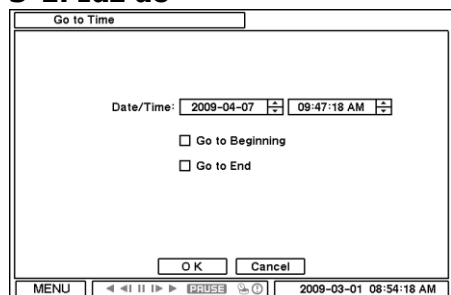 Go to Time
Date/Time: 2009-04-07 09:47:18 AM
Go to Beginning
Go to End
O K Cancel
MENU PAUSE 2009-03-01 08:54:18 AM